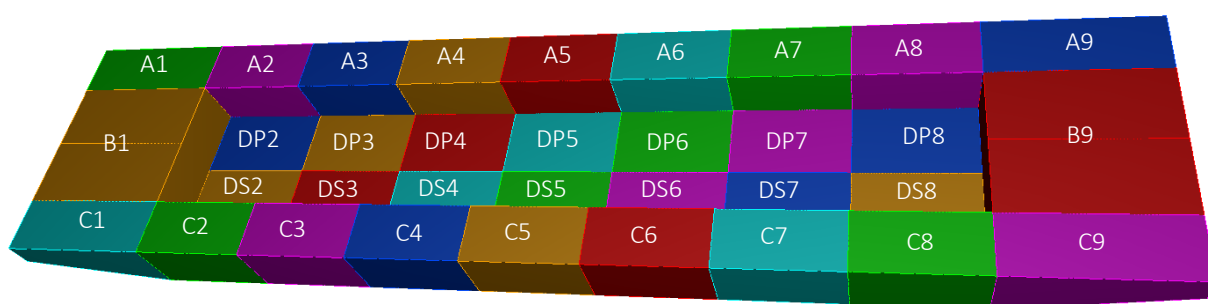 A1 A2 A3 A4 A5 A6 A7 A8 A9
B1 DP2 DP3 DP4 DP5 DP6 DP7 DP8 B9
DS2 DS3 DS4 DS5 DS6 DS7 DS8
C1 C2 C3 C4 C5 C6 C7 C8 C9